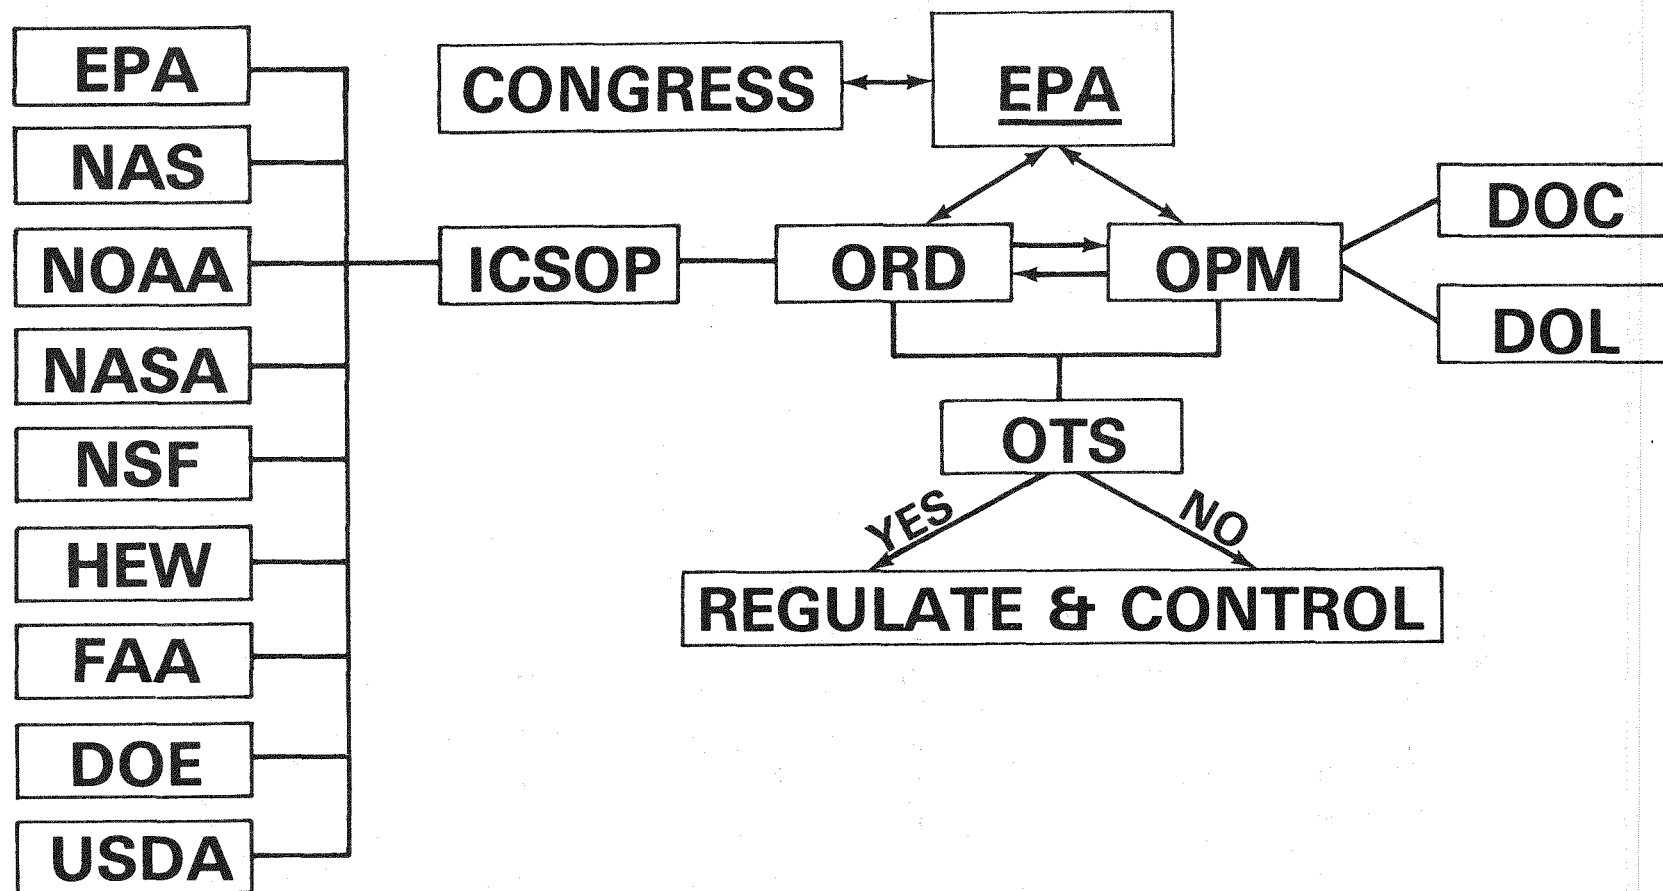 EPA
NAS
NOAA
NASA
NSF
HEW
FAA
DOE
USDA
CONGRESS
EPA
ICSOP
ORD
OPM
DOC
DOL
OTS
YES
NO
REGULATE & CONTROL